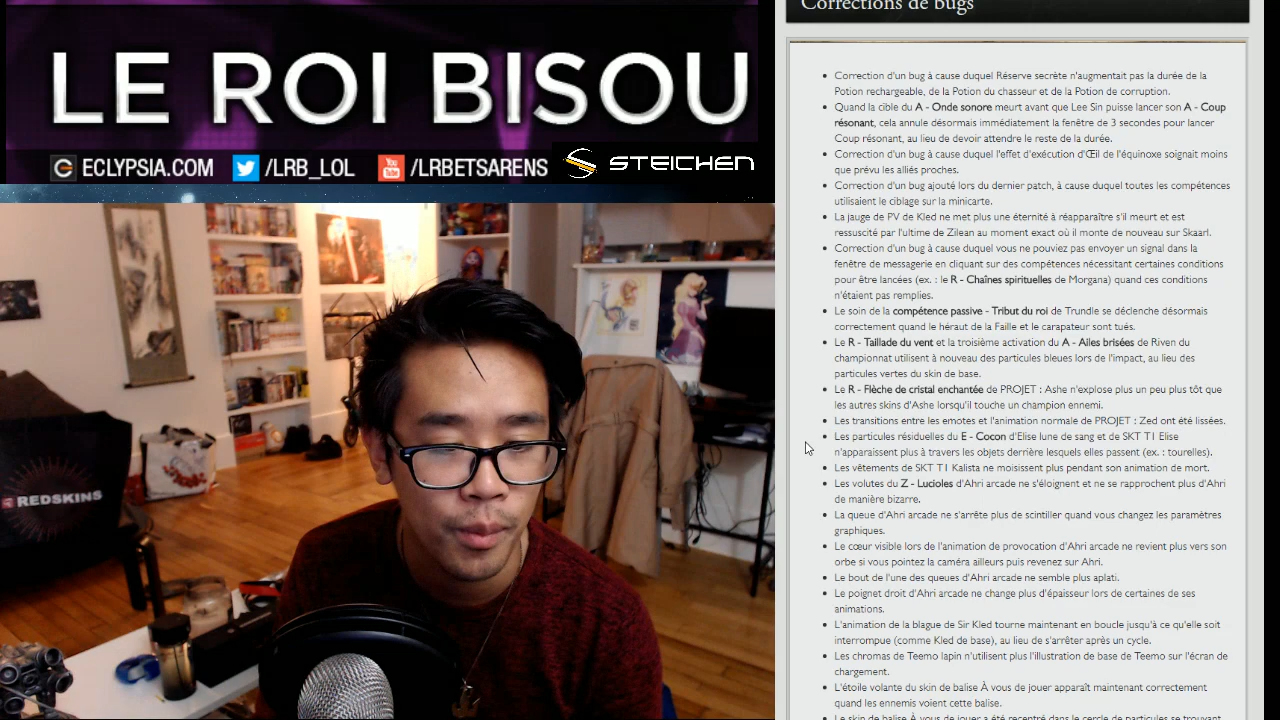 LE ROI BISOU
ECLYPSIA.COM /LRB_LOL You Tube /LRBETSARENS STEICHEN
REDSKINS
Corrections de bugs
Correction d'un bug à cause duquel Réserve secrète n'augmentait pas la durée de la
Potion rechargeable, de la Potion du chasseur et de la Potion de corruption.
Quand la cible du A - Onde sonore meurt avant que Lee Sin puisse lancer son A - Coup
résonant, cela annule désormais immédiatement la fenêtre de 3 secondes pour lancer
Coup résonant, au lieu de devoir attendre le reste de la durée.
Correction d'un bug à cause duquel l'effet d'exécution d'Œil de l'équinoxe soignait moins
que prévu les alliés proches.
Correction d'un bug ajouté lors du dernier patch, à cause duquel toutes les compétences
utilisaient le ciblage sur la minicarte.
La jauge de PV de Kled ne met plus une éternité à réapparaître s'il meurt et est
ressuscité par l'ultime de Zilean au moment exact où il monte de nouveau sur Skaarl.
Correction d'un bug à cause duquel vous ne pouviez pas envoyer un signal dans la
fenêtre de messagerie en cliquant sur des compétences nécessitant certaines conditions
pour être lancées (ex. : le R - Chaînes spirituelles de Morgana) quand ces conditions
n'étaient pas remplies.
Le soin de la compétence passive - Tribut du roi de Trundle se déclenche désormais
correctement quand le héraut de la Faille et le carapateur sont tués.
Le R - Taillade du vent et la troisième activation du A - Ailes brisées de Riven du
championnat utilisent à nouveau des particules bleues lors de l'impact, au lieu des
particules vertes du skin de base.
Le R - Flèche de cristal enchantée de PROJET : Ashe n'explose plus un peu plus tôt que
les autres skins d'Ashe lorsqu'il touche un champion ennemi.
Les transitions entre les emotes et l'animation normale de PROJET : Zed ont été lissées.
Les particules résiduelles du E - Cocon d'Elise lune de sang et de SKT T1 Elise
n'apparaissent plus à travers les objets derrière lesquels elles passent (ex. : tourelles).
Les vêtements de SKT T1 Kalista ne moisissent plus pendant son animation de mort.
Les volutes du Z - Lucioles d'Ahri arcade ne s'éloignent et ne se rapprochent plus d'Ahri
de manière bizarre.
La queue d'Ahri arcade ne s'arrête plus de scintiller quand vous changez les paramètres
graphiques.
Le cœur visible lors de l'animation de provocation d'Ahri arcade ne revient plus vers son
orbe si vous pointez la caméra ailleurs puis revenez sur Ahri.
Le bout de l'une des queues d'Ahri arcade ne semble plus aplati.
Le poignet droit d'Ahri arcade ne change plus d'épaisseur lors de certaines de ses
animations.
L'animation de la blague de Sir Kled tourne maintenant en boucle jusqu'à ce qu'elle soit
interrompue (comme Kled de base), au lieu de s'arrêter après un cycle.
Les chromas de Teemo lapin n'utilisent plus l'illustration de base de Teemo sur l'écran de
chargement.
L'étoile volante du skin de balise À vous de jouer apparaît maintenant correctement
quand les ennemis voient cette balise.
Le skin de balise À vous de jouer a été recentré dans le cercle de particules se trouvant